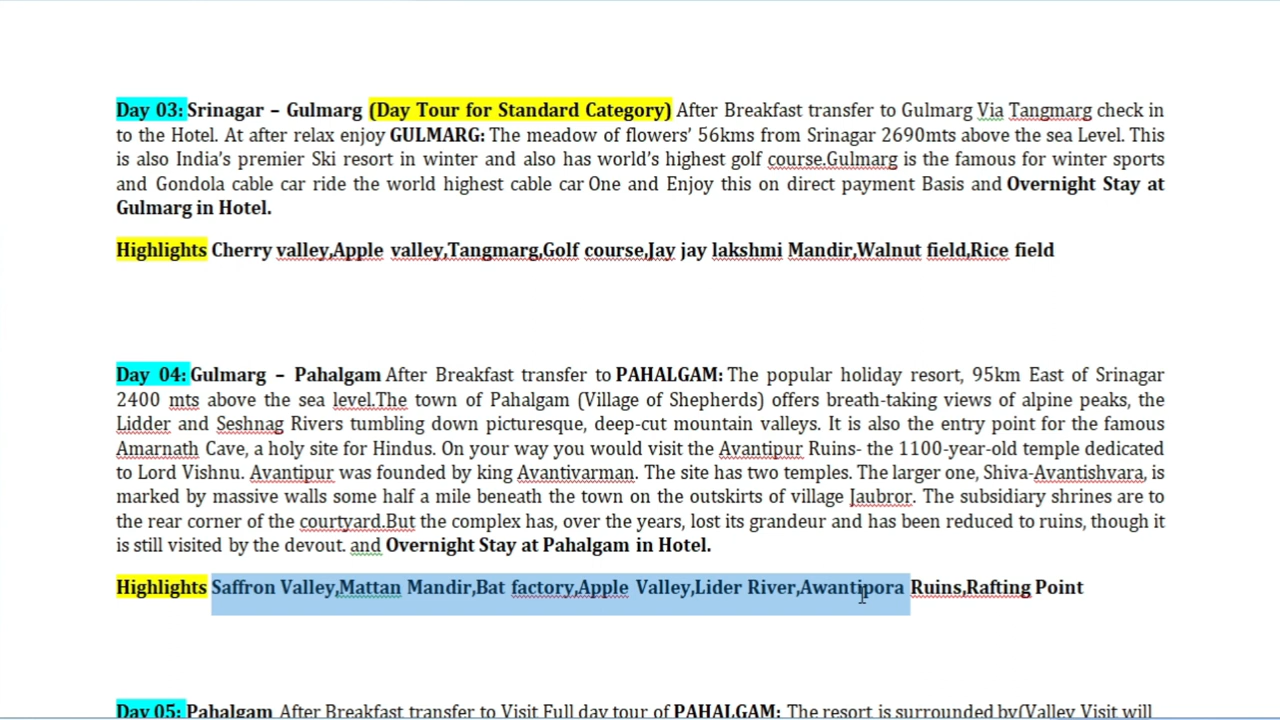 Day 03: Srinagar – Gulmarg (Day Tour for Standard Category) After Breakfast transfer to Gulmarg Via Tangmarg check in
to the Hotel. At after relax enjoy GULMARG: The meadow of flowers’ 56kms from Srinagar 2690mts above the sea Level. This
is also India’s premier Ski resort in winter and also has world’s highest golf course.Gulmarg is the famous for winter sports
and Gondola cable car ride the world highest cable car One and Enjoy this on direct payment Basis and Overnight Stay at
Gulmarg in Hotel.
Highlights Cherry valley,Apple valley,Tangmarg,Golf course,Jay jay lakshmi Mandir,Walnut field,Rice field
Day 04: Gulmarg – Pahalgam After Breakfast transfer to PAHALGAM: The popular holiday resort, 95km East of Srinagar
2400 mts above the sea level.The town of Pahalgam (Village of Shepherds) offers breath-taking views of alpine peaks, the
Lidder and Seshnag Rivers tumbling down picturesque, deep-cut mountain valleys. It is also the entry point for the famous
Amarnath Cave, a holy site for Hindus. On your way you would visit the Avantipur Ruins- the 1100-year-old temple dedicated
to Lord Vishnu. Avantipur was founded by king Avantivarman. The site has two temples. The larger one, Shiva-Avantishvara, is
marked by massive walls some half a mile beneath the town on the outskirts of village Jaubror. The subsidiary shrines are to
the rear corner of the courtyard.But the complex has, over the years, lost its grandeur and has been reduced to ruins, though it
is still visited by the devout. and Overnight Stay at Pahalgam in Hotel.
Highlights Saffron Valley,Mattan Mandir,Bat factory,Apple Valley,Lider River,Awantipora Ruins,Rafting Point
Day 05: Pahalgam After Breakfast transfer to Visit Full day tour of PAHALGAM: The resort is surrounded by(Valley Visit will